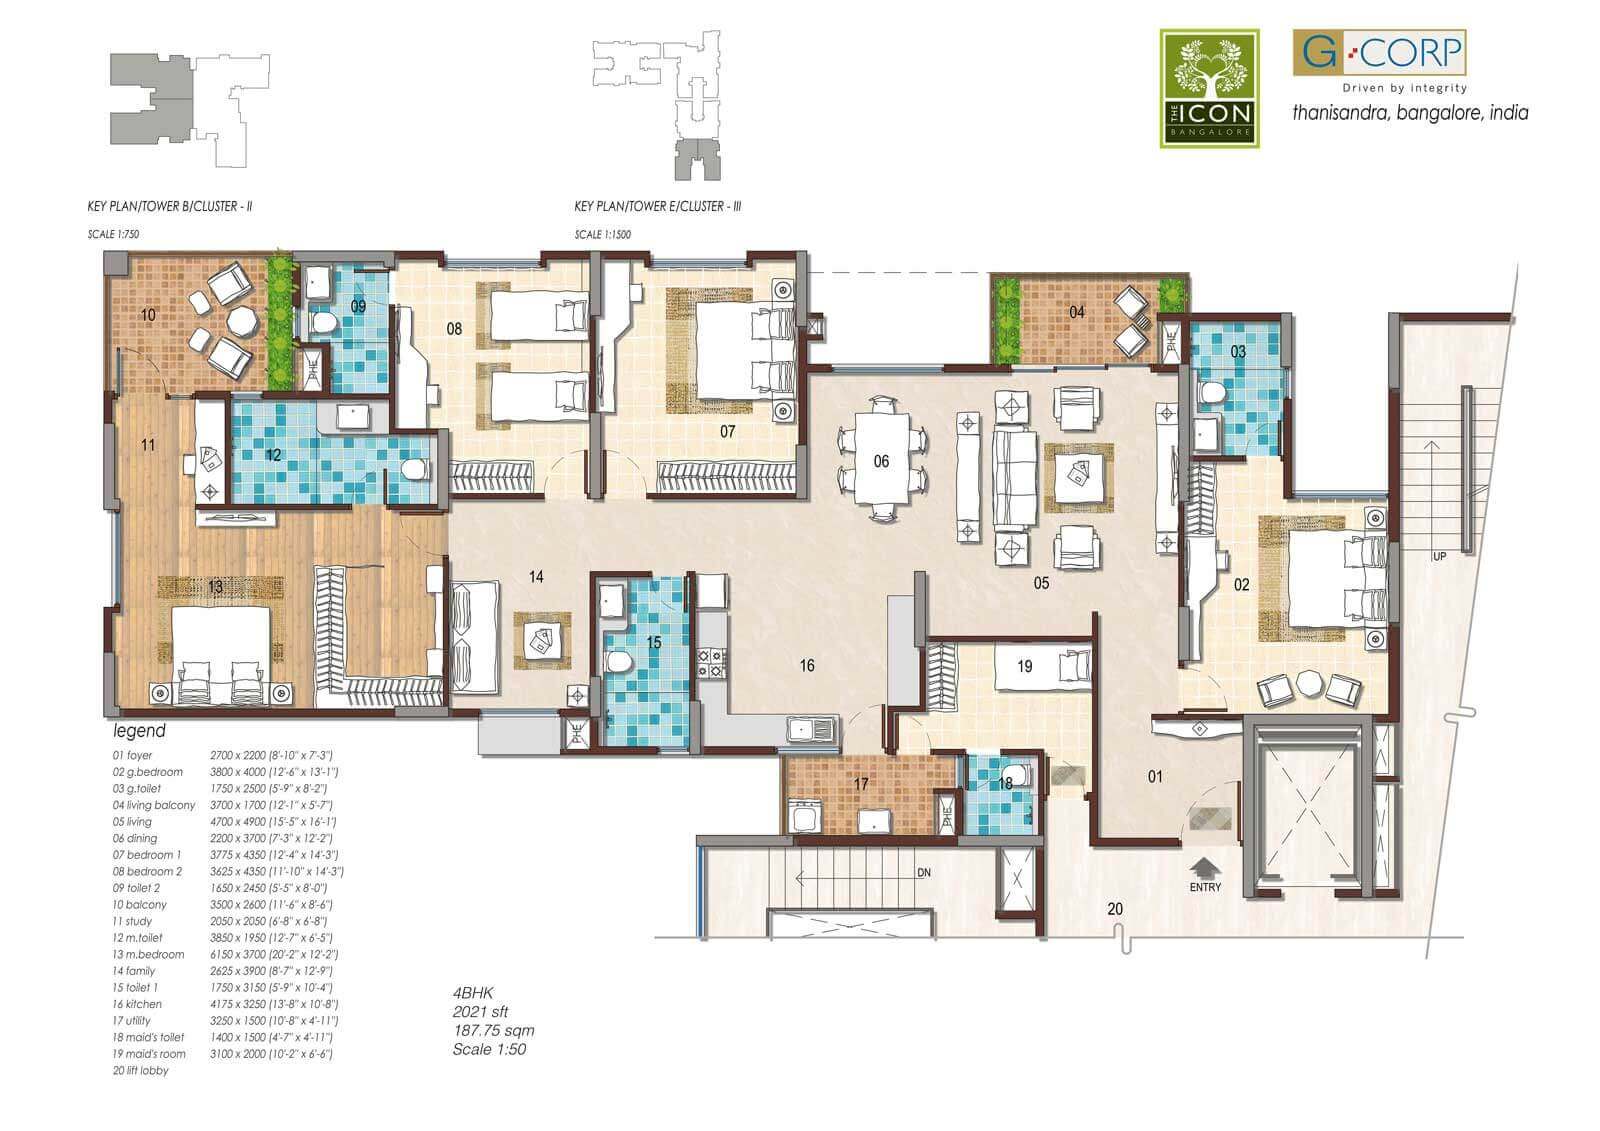 THE
ICON
BANGALORE
G:CORP
Driven by integrity
thanisandra, bangalore, india
KEY PLAN/TOWER B/CLUSTER - II
SCALE 1:750
KEY PLAN/TOWER E/CLUSTER - III
SCALE 1:1500
10
09
08
07
04
03
PHE
PHE
11
12
06
13
14
15
16
05
02
UP
19
PHE
17
18
PHE
01
DN
ENTRY
20
legend
01 foyer 2700 x 2200 (8'-10" x 7'-3")
02 g.bedroom 3800 x 4000 (12'-6" x 13'-1")
03 g.toilet 1750 x 2500 (5'-9" x 8'-2")
04 living balcony 3700 x 1700 (12'-1" x 5'-7")
05 living 4700 x 4900 (15'-5" x 16'-1")
06 dining 2200 x 3700 (7'-3" x 12'-2")
07 bedroom 1 3775 x 4350 (12'-4" x 14'-3")
08 bedroom 2 3625 x 4350 (11'-10" x 14'-3")
09 toilet 2 1650 x 2450 (5'-5" x 8'-0")
10 balcony 3500 x 2600 (11'-6" x 8'-6")
11 study 2050 x 2050 (6'-8" x 6'-8")
12 m.toilet 3850 x 1950 (12'-7" x 6'-5")
13 m.bedroom 6150 x 3700 (20'-2" x 12'-2")
14 family 2625 x 3900 (8'-7" x 12'-9")
15 toilet 1 1750 x 3150 (5'-9" x 10'-4")
16 kitchen 4175 x 3250 (13'-8" x 10'-8")
17 utility 3250 x 1500 (10'-8" x 4'-11")
18 maid's toilet 1400 x 1500 (4'-7" x 4'-11")
19 maid's room 3100 x 2000 (10'-2" x 6'-6")
20 lift lobby
4BHK
2021 sft
187.75 sqm
Scale 1:50